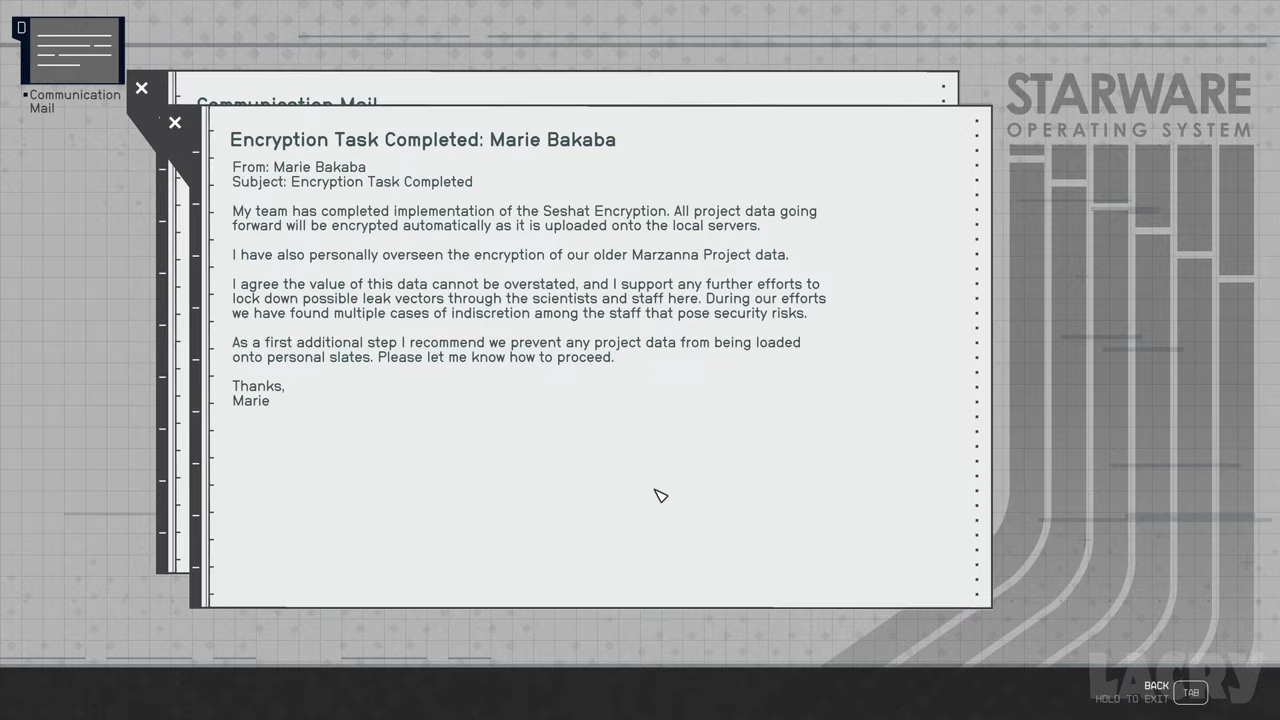 D
Communication
Mail
Communication Mail
STARWARE
OPERATING SYSTEM
Encryption Task Completed: Marie Bakaba
From: Marie Bakaba
Subject: Encryption Task Completed
My team has completed implementation of the Seshat Encryption. All project data going
forward will be encrypted automatically as it is uploaded onto the local servers.
I have also personally overseen the encryption of our older Marzanna Project data.
I agree the value of this data cannot be overstated, and I support any further efforts to
lock down possible leak vectors through the scientists and staff here. During our efforts
we have found multiple cases of indiscretion among the staff that pose security risks.
As a first additional step I recommend we prevent any project data from being loaded
onto personal slates. Please let me know how to proceed.
Thanks,
Marie
BACK
HOLD TO EXIT
TAB
LACRY